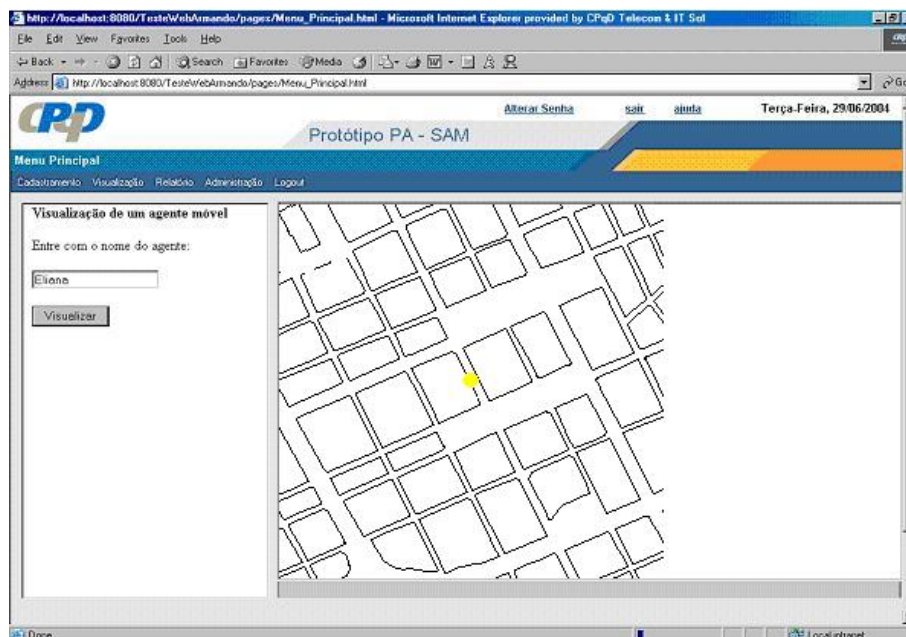 http://localhost:8080/TesteWebArmando/pages/Menu_Principal.html - Microsoft Internet Explorer provided by CPqD Telecom & IT Sol
File Edit View Favorites Tools Help
Back Search Favorites Media
Address http://localhost:8080/TesteWebArmando/pages/Menu_Principal.html Go
CPqD
Alterar Senha sair ajuda Terça-Feira, 29/06/2004
Protótipo PA - SAM
Menu Principal
Cadastramento Visualização Relatório Administração Logout
Visualização de um agente móvel
Entre com o nome do agente:
Eliana
Visualizar
Done Local intranet